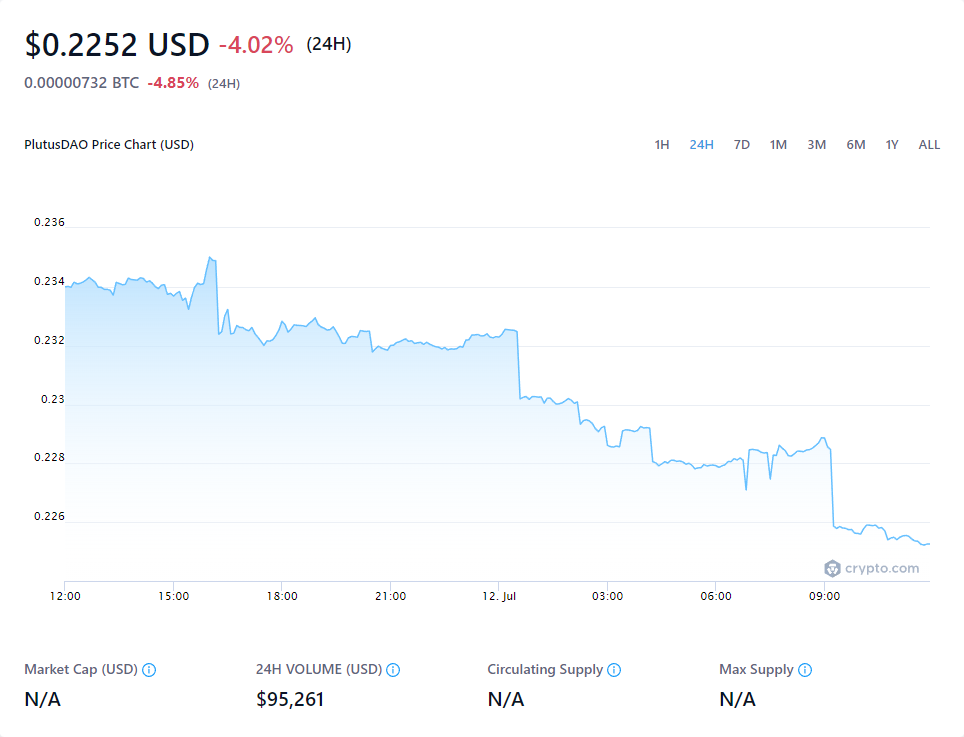 $0.2252 USD -4.02% (24H)
0.00000732 BTC -4.85% (24H)
PlutusDAO Price Chart (USD) 1H 24H 7D 1M 3M 6M 1Y ALL
0.236
0.234
0.232
0.23
0.228
0.226
crypto.com
12:00 15:00 18:00 21:00 12. Jul 03:00 06:00 09:00
Market Cap (USD) 24H VOLUME (USD) Circulating Supply Max Supply
N/A $95,261 N/A N/A